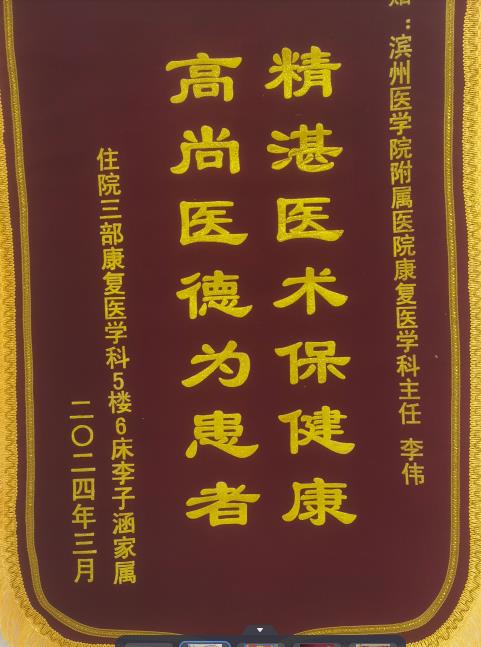 ：滨州医学院附属医院康复医学科主任 李伟
精湛医术保健康
高尚医德为患者
住院三部康复医学科5楼6床李子涵家属
二〇二四年三月